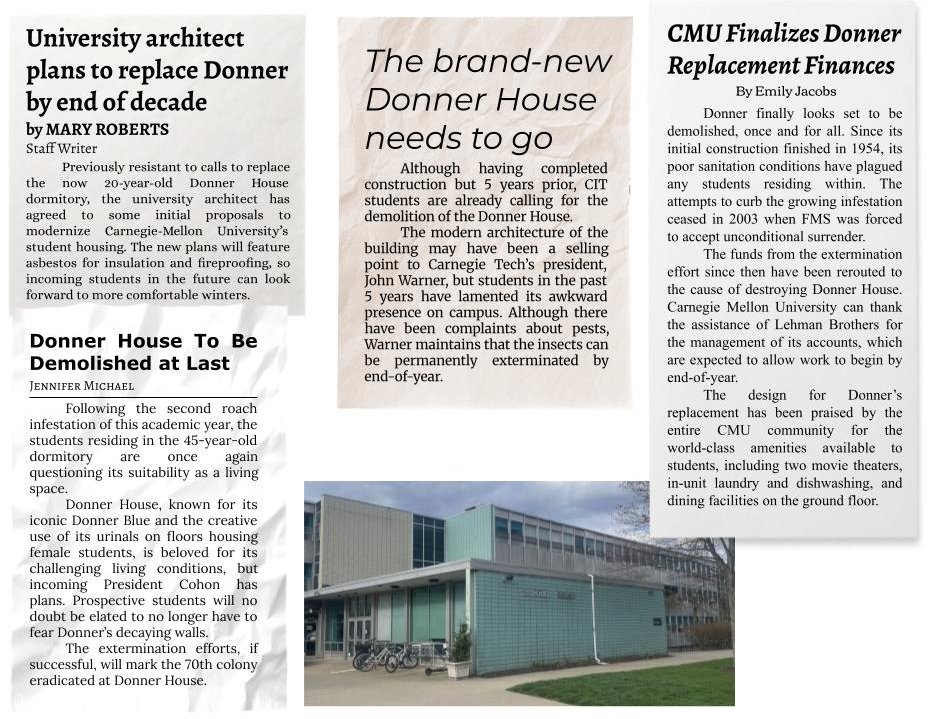 University architect
plans to replace Donner
by end of decade
by MARY ROBERTS
Staff Writer
Previously resistant to calls to replace
the now 20-year-old Donner House
dormitory, the university architect has
agreed to some initial proposals to
modernize Carnegie-Mellon University's
student housing. The new plans will feature
asbestos for insulation and fireproofing, so
incoming students in the future can look
forward to more comfortable winters.
Donner House To Be
Demolished at Last
JENNIFER MICHAEL
Following the second roach
infestation of this academic year, the
students residing in the 45-year-old
dormitory are once again
questioning its suitability as a living
space.
Donner House, known for its
iconic Donner Blue and the creative
use of its urinals on floors housing
female students, is beloved for its
challenging living conditions, but
incoming President Cohon has
plans. Prospective students will no
doubt be elated to no longer have to
fear Donner's decaying walls.
The extermination efforts, if
successful, will mark the 70th colony
eradicated at Donner House.
The brand-new
Donner House
needs to go
Although having completed
construction but 5 years prior, CIT
students are already calling for the
demolition of the Donner House.
The modern architecture of the
building may have been a selling
point to Carnegie Tech's president,
John Warner, but students in the past
5 years have lamented its awkward
presence on campus. Although there
have been complaints about pests,
Warner maintains that the insects can
be permanently exterminated by
end-of-year.
CMU Finalizes Donner
Replacement Finances
By Emily Jacobs
Donner finally looks set to be
demolished, once and for all. Since its
initial construction finished in 1954, its
poor sanitation conditions have plagued
any students residing within. The
attempts to curb the growing infestation
ceased in 2003 when FMS was forced
to accept unconditional surrender.
The funds from the extermination
effort since then have been rerouted to
the cause of destroying Donner House.
Carnegie Mellon University can thank
the assistance of Lehman Brothers for
the management of its accounts, which
are expected to allow work to begin by
end-of-year.
The design for Donner's
replacement has been praised by the
entire CMU community for the
world-class amenities available to
students, including two movie theaters,
in-unit laundry and dishwashing, and
dining facilities on the ground floor.